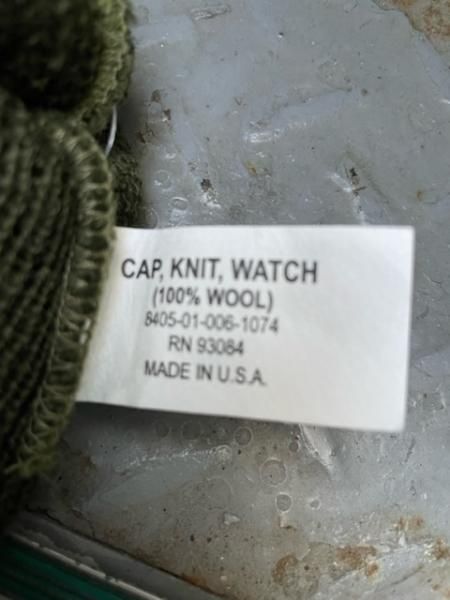 CAP, KNIT, WATCH
(100% WOOL)
8405-01-006-1074
RN 93084
MADE IN U.S.A.